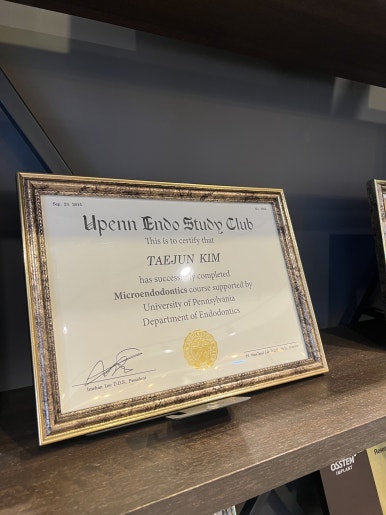 Upenn Endo Study Club
This is to certify that
TAEJUN KIM
has successfully completed
Microendodontics course supported by
University of Pennsylvania
Department of Endodontics
OSSTEM
IMPLANT